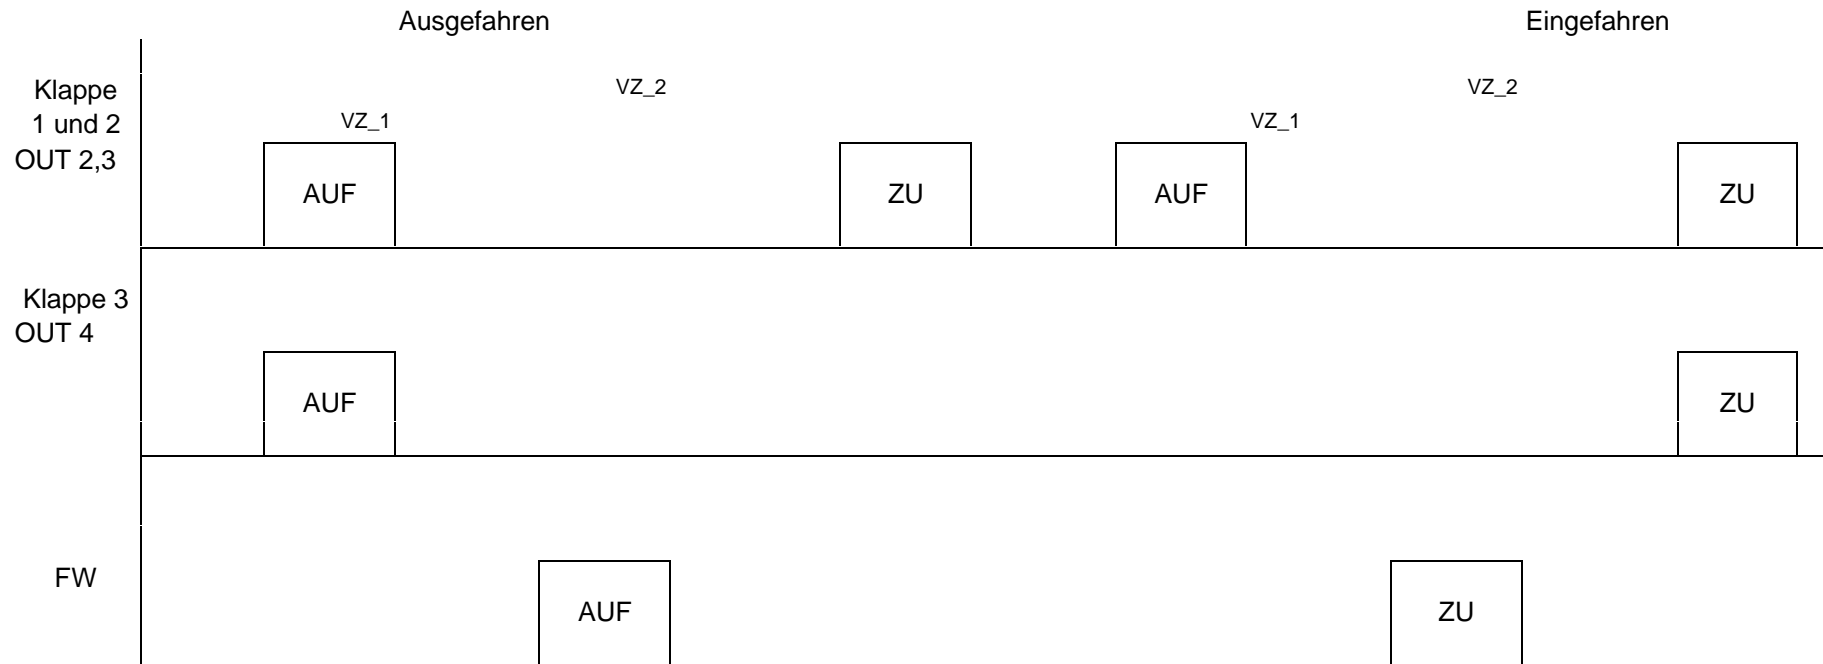 Ausgefahren
Eingefahren
Klappe
1 und 2
OUT 2,3
VZ_1
VZ_2
VZ_1
VZ_2
AUF
ZU
AUF
ZU
Klappe 3
OUT 4
AUF
ZU
FW
AUF
ZU